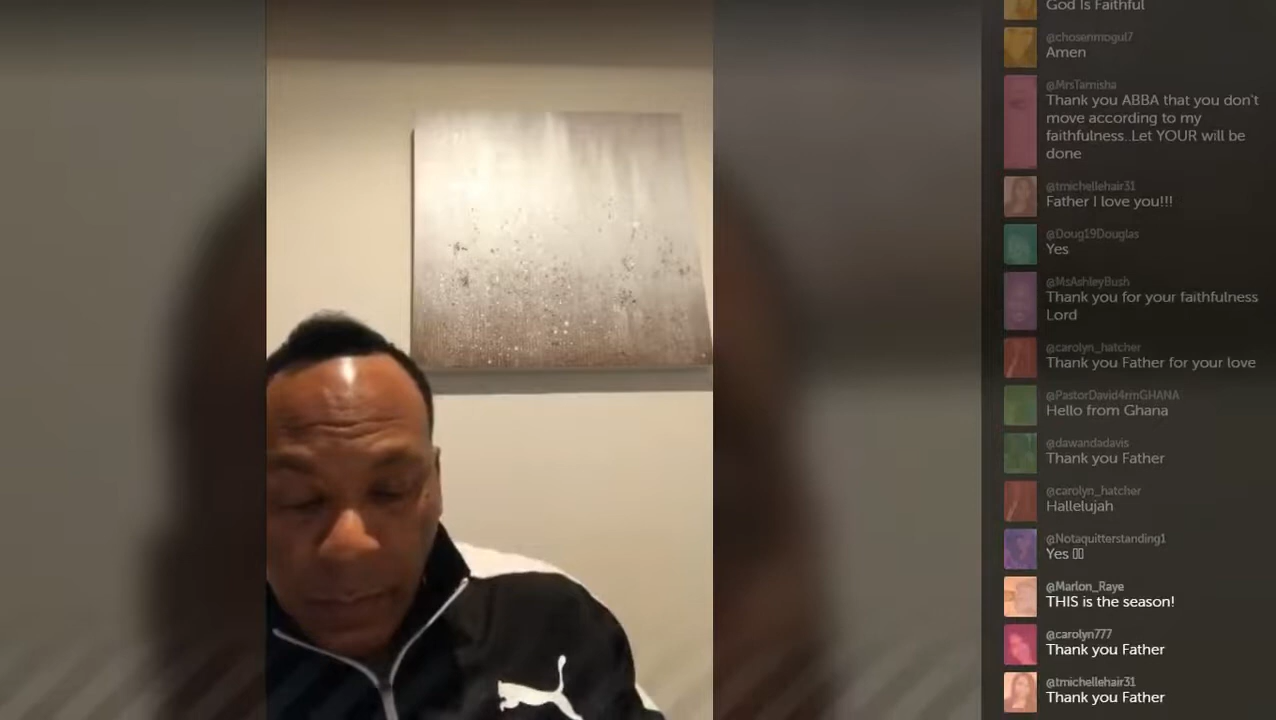 God Is Faithful
@chosenmogul7
Amen
@MrsTamisha
Thank you ABBA that you don't
move according to my
faithfulness..Let YOUR will be
done
@tmichellehair31
Father I love you!!!
@Doug19Douglas
Yes
@MsAshleyBush
Thank you for your faithfulness
Lord
@carolyn_hatcher
Thank you Father for your love
@PastorDavid4rmGHANA
Hello from Ghana
@dawandadavis
Thank you Father
@carolyn_hatcher
Hallelujah
@Notaquitterstanding1
Yes
@Marlon_Raye
THIS is the season!
@carolyn777
Thank you Father
@tmichellehair31
Thank you Father